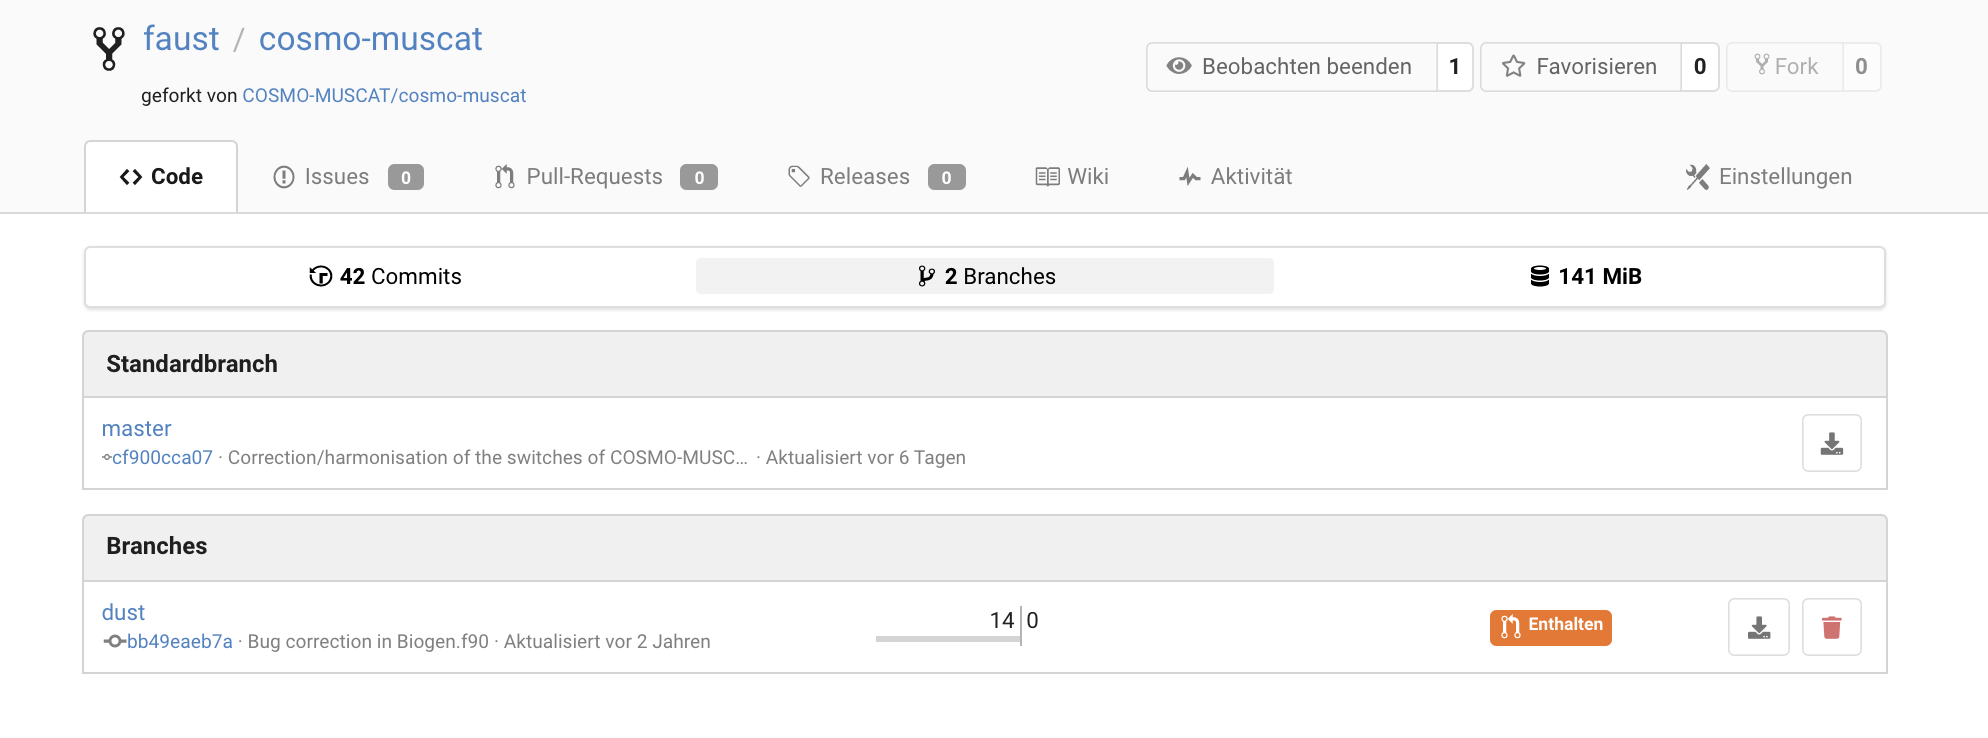 faust / cosmo-muscat
geforkt von COSMO-MUSCAT/cosmo-muscat
Beobachten beenden 1 Favorisieren 0 Fork 0
Code Issues 0 Pull-Requests 0 Releases 0 Wiki Aktivität Einstellungen
42 Commits 2 Branches 141 MiB
Standardbranch
master
cf900cca07 · Correction/harmonisation of the switches of COSMO-MUSC... · Aktualisiert vor 6 Tagen
Branches
dust
bb49eaeb7a · Bug correction in Biogen.f90 · Aktualisiert vor 2 Jahren
14 0
Enthalten